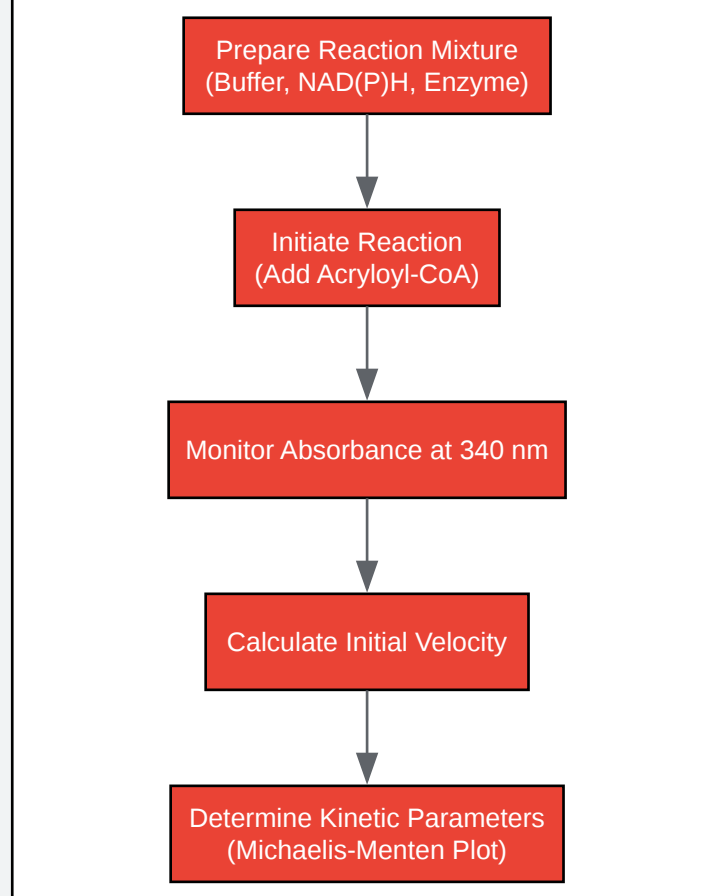 Prepare Reaction Mixture
(Buffer, NAD(P)H, Enzyme)
Initiate Reaction
(Add Acryloyl-CoA)
Monitor Absorbance at 340 nm
Calculate Initial Velocity
Determine Kinetic Parameters
(Michaelis-Menten Plot)